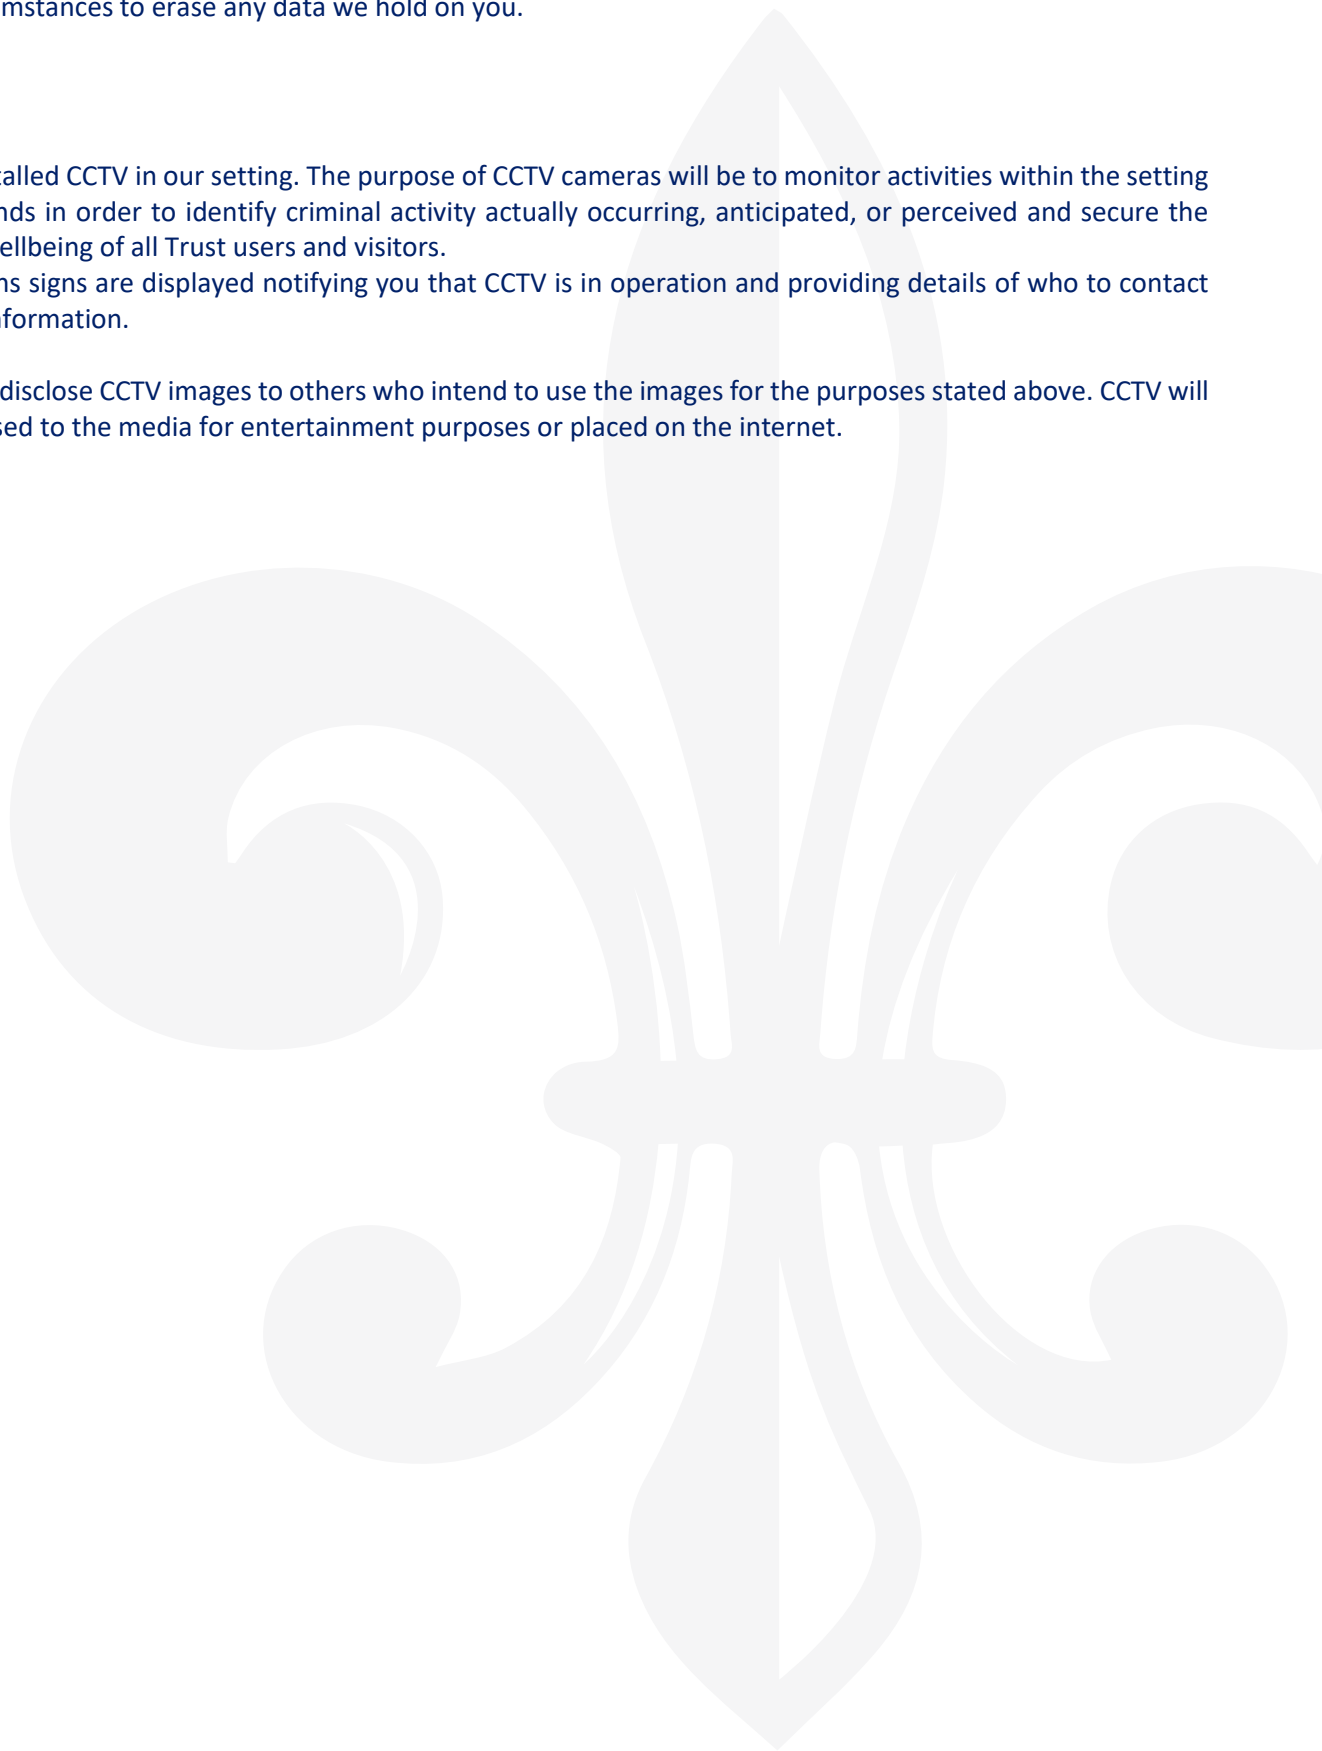 mstances to erase any data we hold on you.
alled CCTV in our setting. The purpose of CCTV cameras will be to monitor activities within the setting
nds in order to identify criminal activity actually occurring, anticipated, or perceived and secure the
ellbeing of all Trust users and visitors.
ns signs are displayed notifying you that CCTV is in operation and providing details of who to contact
nformation.
disclose CCTV images to others who intend to use the images for the purposes stated above. CCTV will
sed to the media for entertainment purposes or placed on the internet.